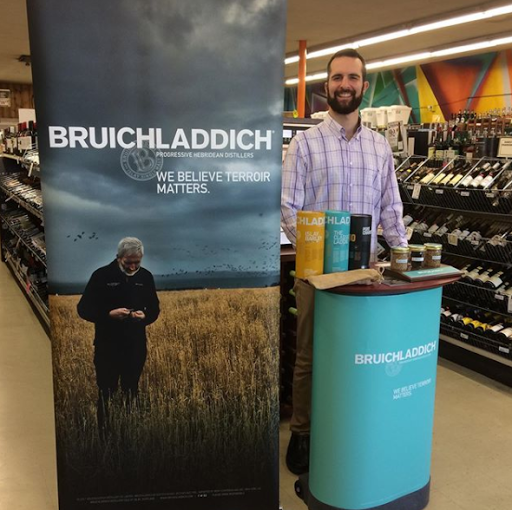 BRUICHLADDICH
PROGRESSIVE HEBRIDEAN DISTILLERS
WE BELIEVE TERROIR
MATTERS.
BRUICHLADDICH
WE BELIEVE TERROIR
MATTERS.